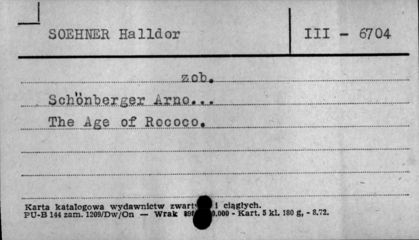 SOEHNER Halldor
III - 6704
zob.
Schönberger Arno...
The Age of Rococo.
Karta katalogowa wydawnictw i ciągłych.
PU-B 144 zam. 1209/Dw/On — Wrak .000 - Kart. 5 kl. 180 g, - 8.72.